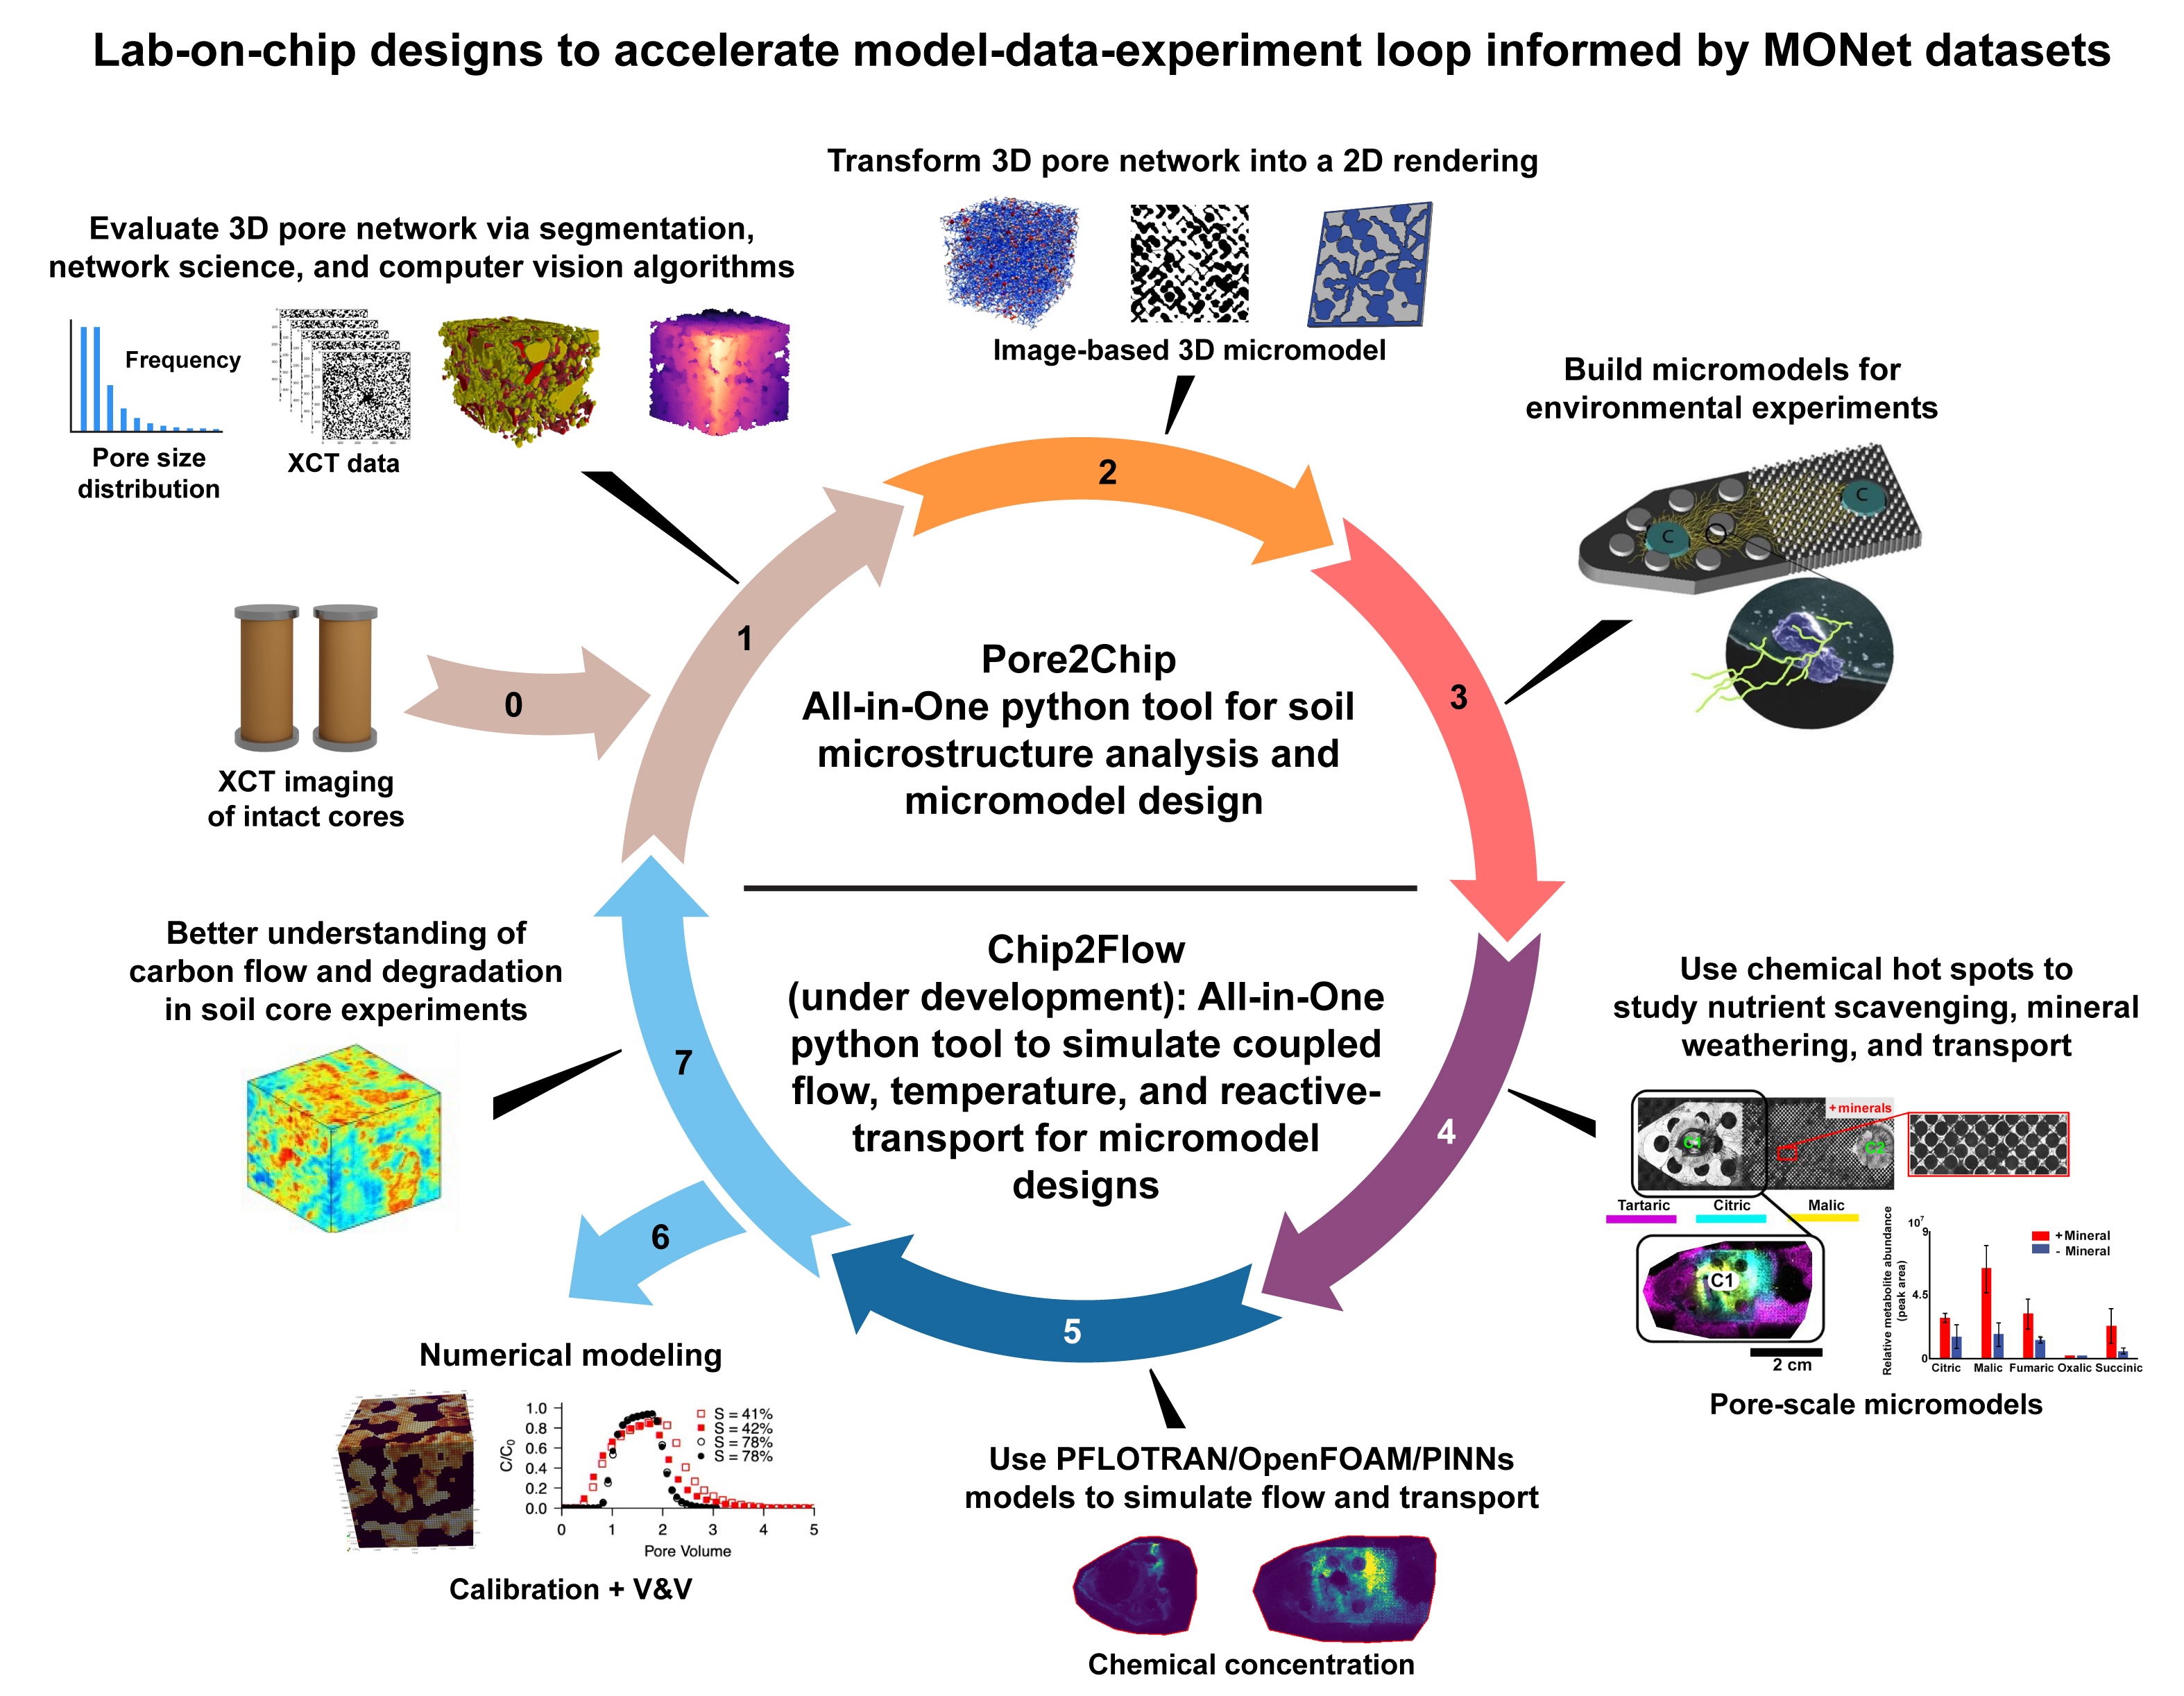 Lab-on-chip designs to accelerate model-data-experiment loop informed by MONet datasets
Transform 3D pore network into a 2D rendering
Image-based 3D micromodel
Evaluate 3D pore network via segmentation,
network science, and computer vision algorithms
Frequency
Pore size
distribution
XCT data
Build micromodels for
environmental experiments
C
C
2
1
3
0
XCT imaging
of intact cores
Pore2Chip
All-in-One python tool for soil
microstructure analysis and
micromodel design
Chip2Flow
(under development): All-in-One
python tool to simulate coupled
flow, temperature, and reactive-
transport for micromodel
designs
Better understanding of
carbon flow and degradation
in soil core experiments
7
4
6
5
Use chemical hot spots to
study nutrient scavenging, mineral
weathering, and transport
+minerals
C1
C2
Tartaric
Citric
Malic
C1
2 cm
Relative metabolite abundance
(peak area)
10^7
9
4.5
0
+Mineral
- Mineral
Citric Malic Fumaric Oxalic Succinic
Pore-scale micromodels
Numerical modeling
C/C0
1.0
0.8
0.6
0.4
0.2
0.0
S = 41%
S = 42%
S = 78%
S = 78%
0 1 2 3 4 5
Pore Volume
Calibration + V&V
Use PFLOTRAN/OpenFOAM/PINNs
models to simulate flow and transport
Chemical concentration